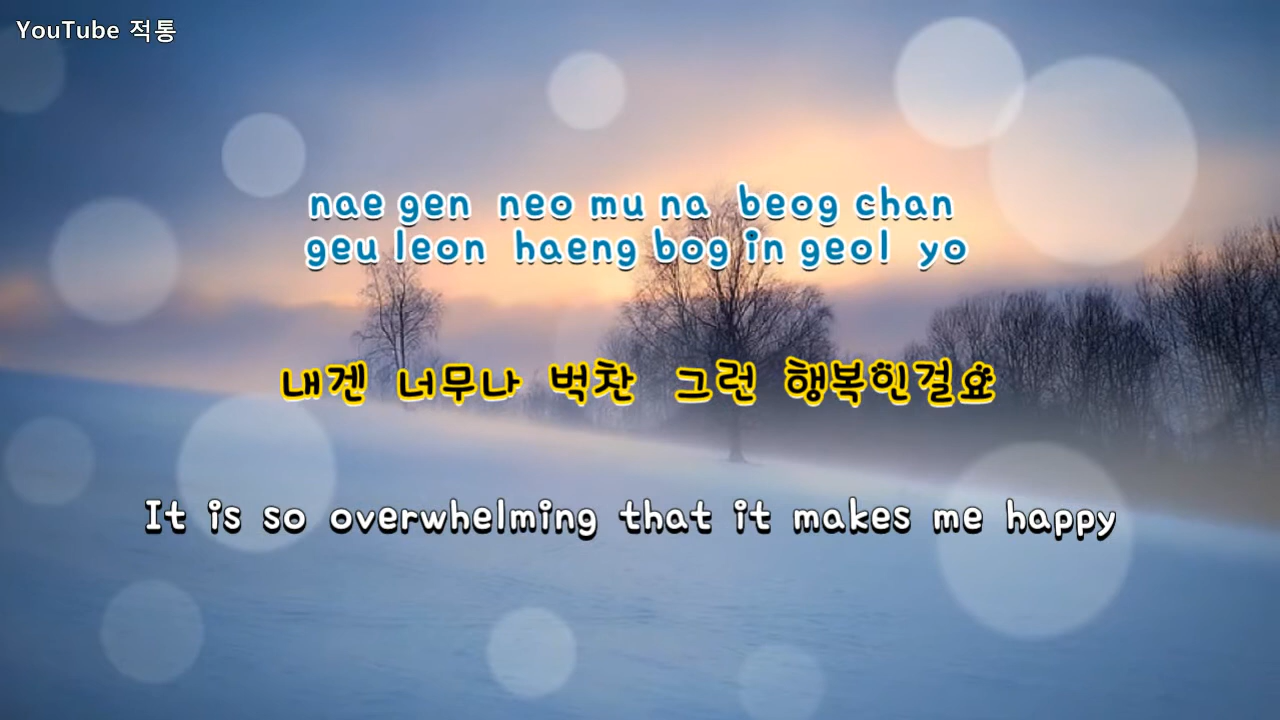 YouTube 적통
nae gen neo mu na beog chan
geu leon haeng bog in geol yo
내겐 너무나 벅찬 그런 행복힌걸요
It is so overwhelming that it makes me happy